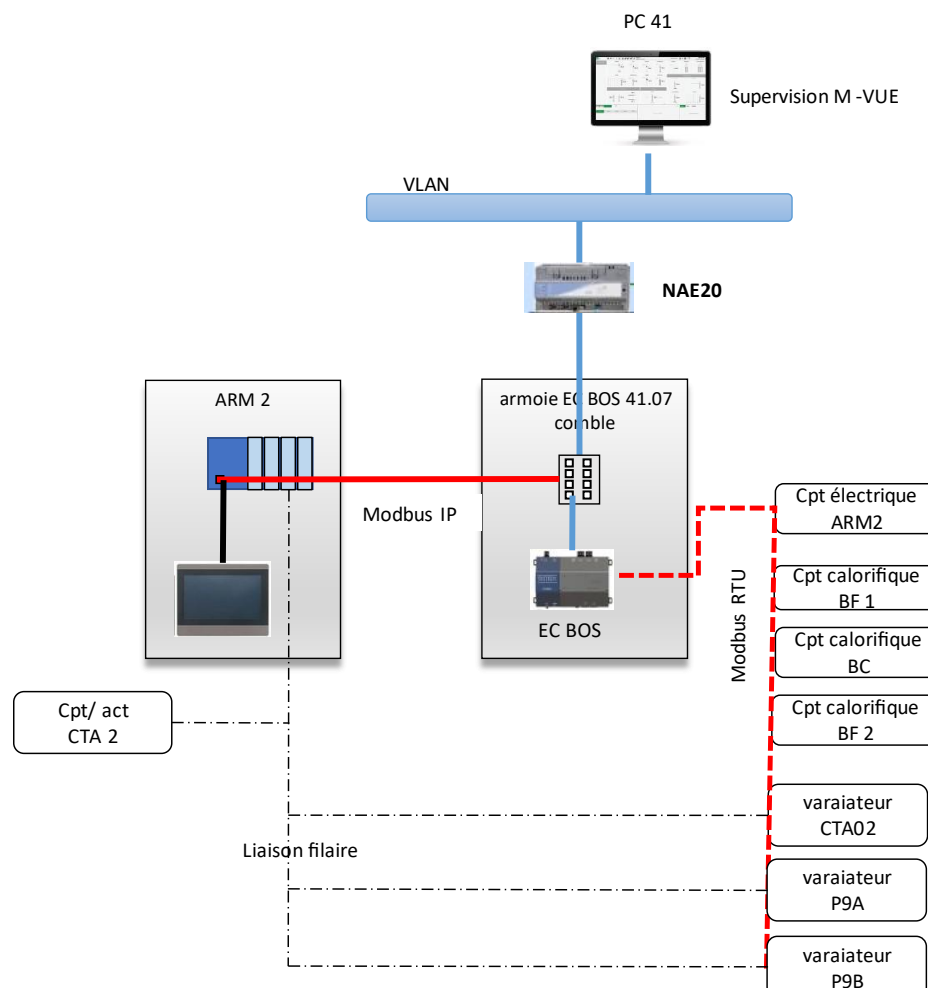 PC 41
Supervision M -VUE
VLAN
NAE20
ARM 2
armoie EC BOS 41.07
comble
Modbus IP
EC BOS
Modbus RTU
Cpt électrique
ARM2
Cpt calorifique
BF 1
Cpt calorifique
BC
Cpt calorifique
BF 2
Cpt/ act
CTA 2
Liaison filaire
varaiateur
CTA02
varaiateur
P9A
varaiateur
P9B